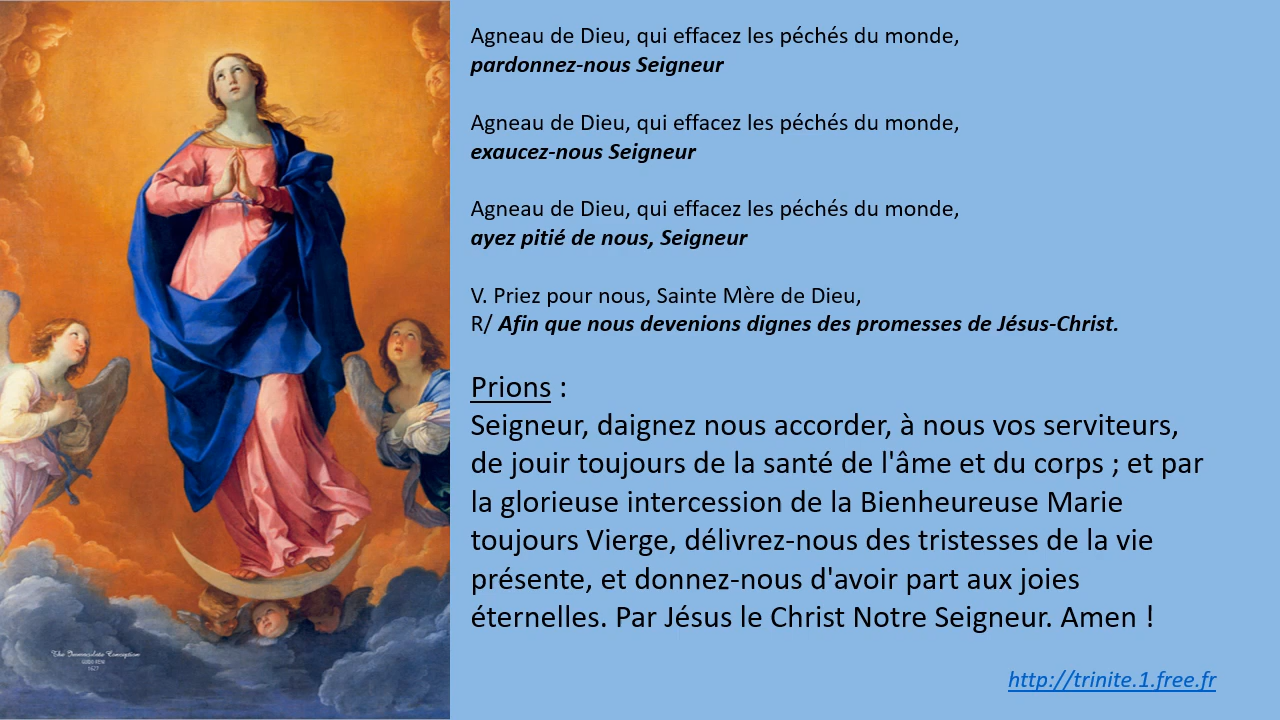 Agneau de Dieu, qui effacez les péchés du monde,
pardonnez-nous Seigneur
Agneau de Dieu, qui effacez les péchés du monde,
exaucez-nous Seigneur
Agneau de Dieu, qui effacez les péchés du monde,
ayez pitié de nous, Seigneur
V. Priez pour nous, Sainte Mère de Dieu,
R/ Afin que nous devenions dignes des promesses de Jésus-Christ.
Prions :
Seigneur, daignez nous accorder, à nous vos serviteurs,
de jouir toujours de la santé de l'âme et du corps ; et par
la glorieuse intercession de la Bienheureuse Marie
toujours Vierge, délivrez-nous des tristesses de la vie
présente, et donnez-nous d'avoir part aux joies
éternelles. Par Jésus le Christ Notre Seigneur. Amen !
http://trinite.1.free.fr
The Immaculate Conception
GUIDO RENI
1627